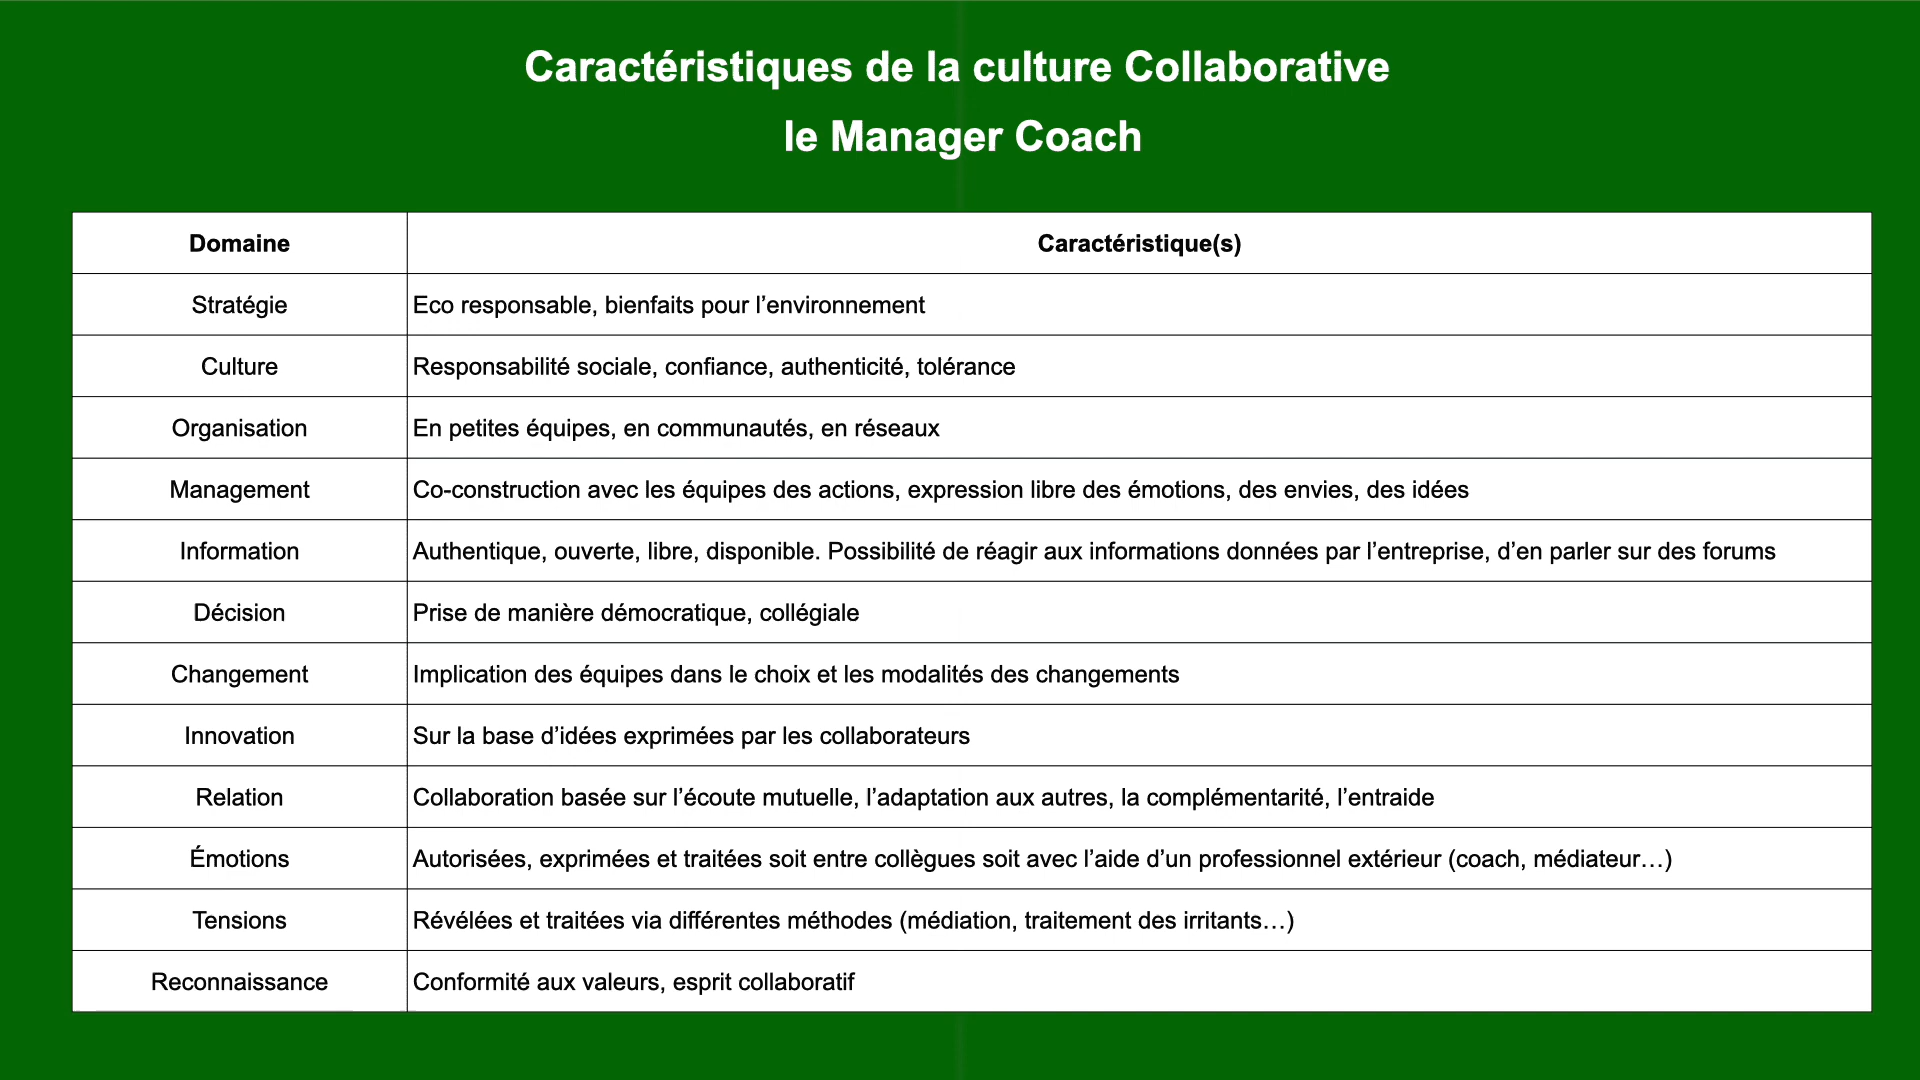 Caractéristiques de la culture Collaborative
le Manager Coach
Domaine Caractéristique(s)
Stratégie Eco responsable, bienfaits pour l’environnement
Culture Responsabilité sociale, confiance, authenticité, tolérance
Organisation En petites équipes, en communautés, en réseaux
Management Co-construction avec les équipes des actions, expression libre des émotions, des envies, des idées
Information Authentique, ouverte, libre, disponible. Possibilité de réagir aux informations données par l’entreprise, d’en parler sur des forums
Décision Prise de manière démocratique, collégiale
Changement Implication des équipes dans le choix et les modalités des changements
Innovation Sur la base d’idées exprimées par les collaborateurs
Relation Collaboration basée sur l’écoute mutuelle, l’adaptation aux autres, la complémentarité, l’entraide
Émotions Autorisées, exprimées et traitées soit entre collègues soit avec l’aide d’un professionnel extérieur (coach, médiateur…)
Tensions Révélées et traitées via différentes méthodes (médiation, traitement des irritants…)
Reconnaissance Conformité aux valeurs, esprit collaboratif